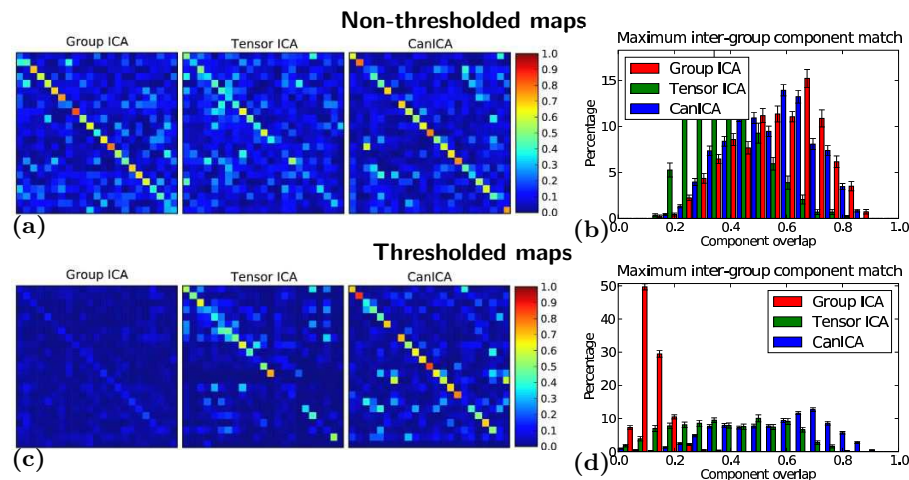 Non-thresholded maps
Group ICA
Tensor ICA
CanICA
1.0
0.9
0.8
0.7
0.6
0.5
0.4
0.3
0.2
0.1
0.0
(a)
Maximum inter-group component match
Group ICA
Tensor ICA
CanICA
Percentage
15
10
5
0
0.0 0.2 0.4 0.6 0.8 1.0
Component overlap
(b)
Thresholded maps
Group ICA
Tensor ICA
CanICA
1.0
0.9
0.8
0.7
0.6
0.5
0.4
0.3
0.2
0.1
0.0
(c)
Maximum inter-group component match
Group ICA
Tensor ICA
CanICA
Percentage
50
40
30
20
10
0
0.0 0.2 0.4 0.6 0.8 1.0
Component overlap
(d)